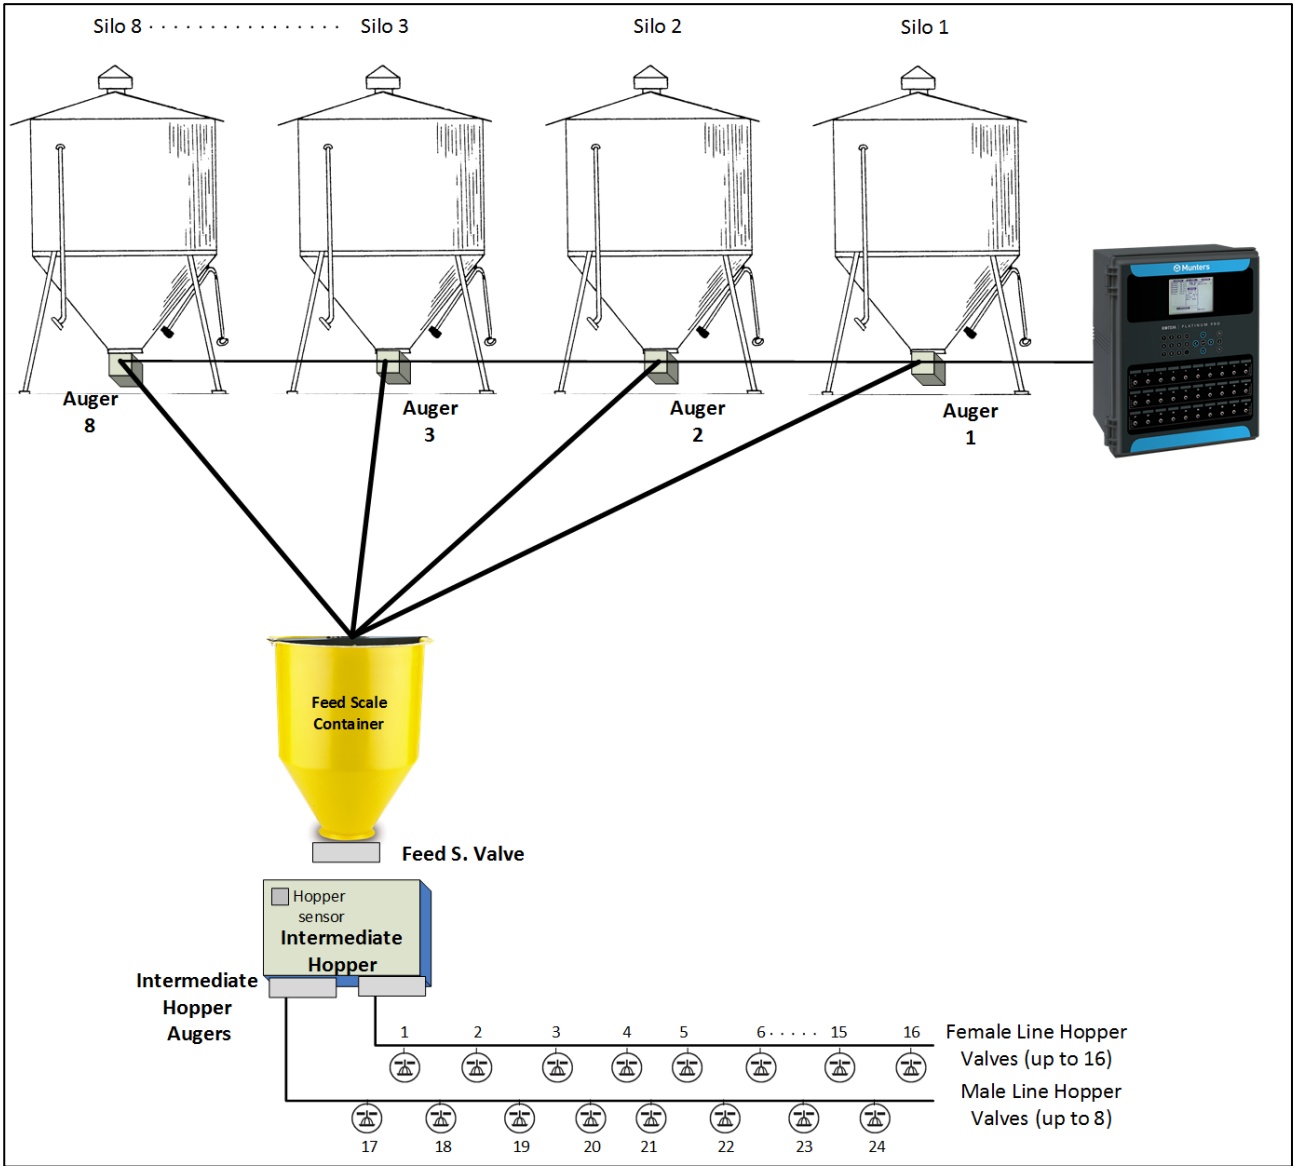 Silo 8 . . . . . . . . . . . . . . . . . Silo 3
Silo 2
Silo 1
Munters
PLATINUM PRO
Auger
8
Auger
3
Auger
2
Auger
1
Feed Scale
Container
Feed S. Valve
Hopper
sensor
Intermediate
Hopper
Intermediate
Hopper
Augers
1 2 3 4 5 6 . . . . . 15 16
Female Line Hopper
Valves (up to 16)
Male Line Hopper
Valves (up to 8)
17 18 19 20 21 22 23 24